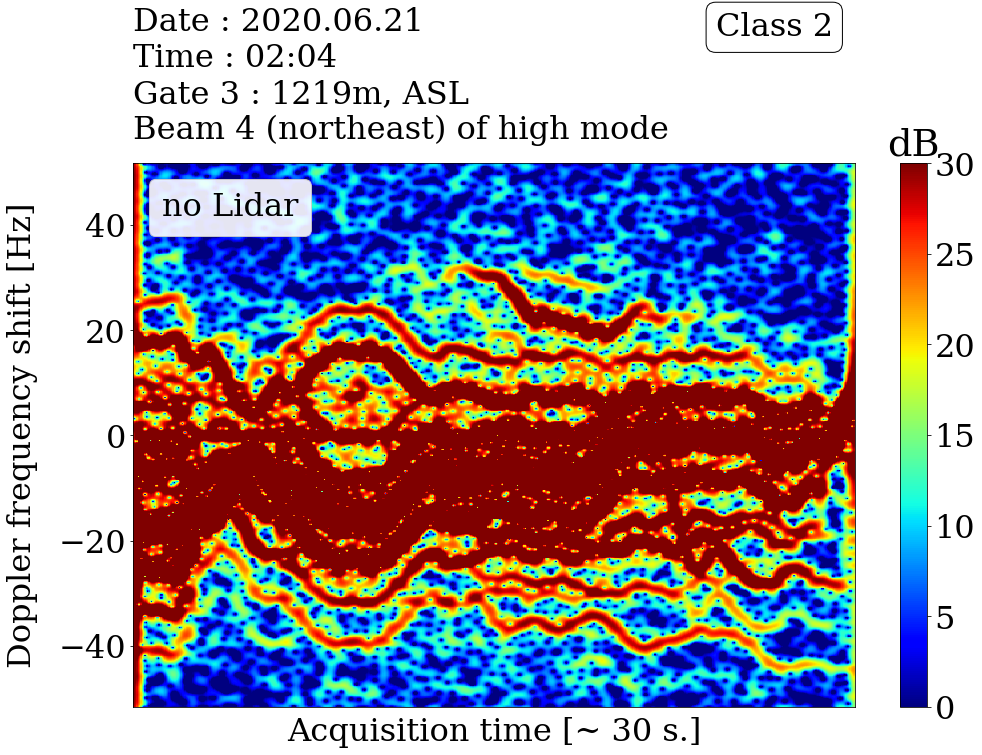 Date : 2020.06.21
Time : 02:04
Gate 3 : 1219m, ASL
Beam 4 (northeast) of high mode
Class 2
no Lidar
Doppler frequency shift [Hz]
40
20
0
−20
−40
Acquisition time [~ 30 s.]
dB
30
25
20
15
10
5
0